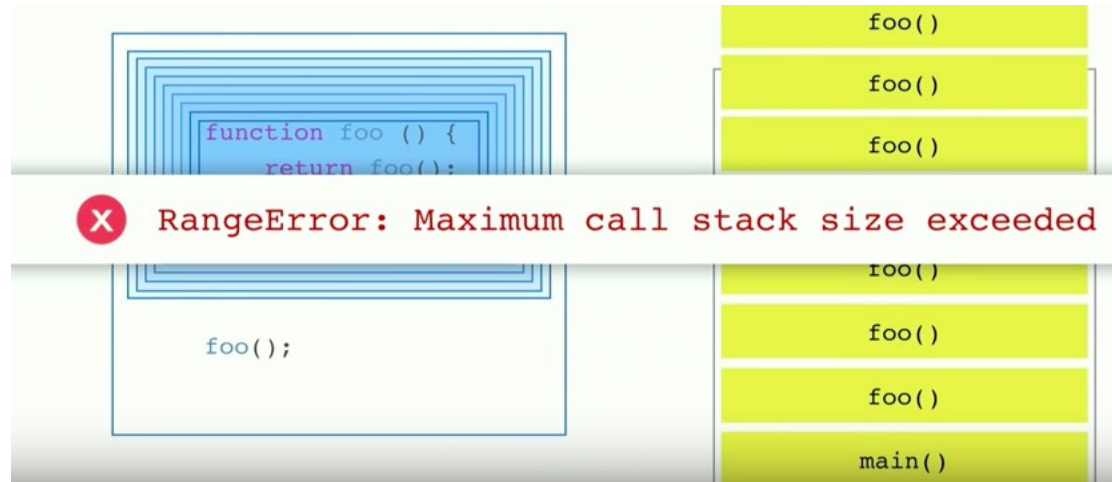 function foo () {
return foo();
foo();
RangeError: Maximum call stack size exceeded
foo()
foo()
foo()
foo()
foo()
foo()
main()